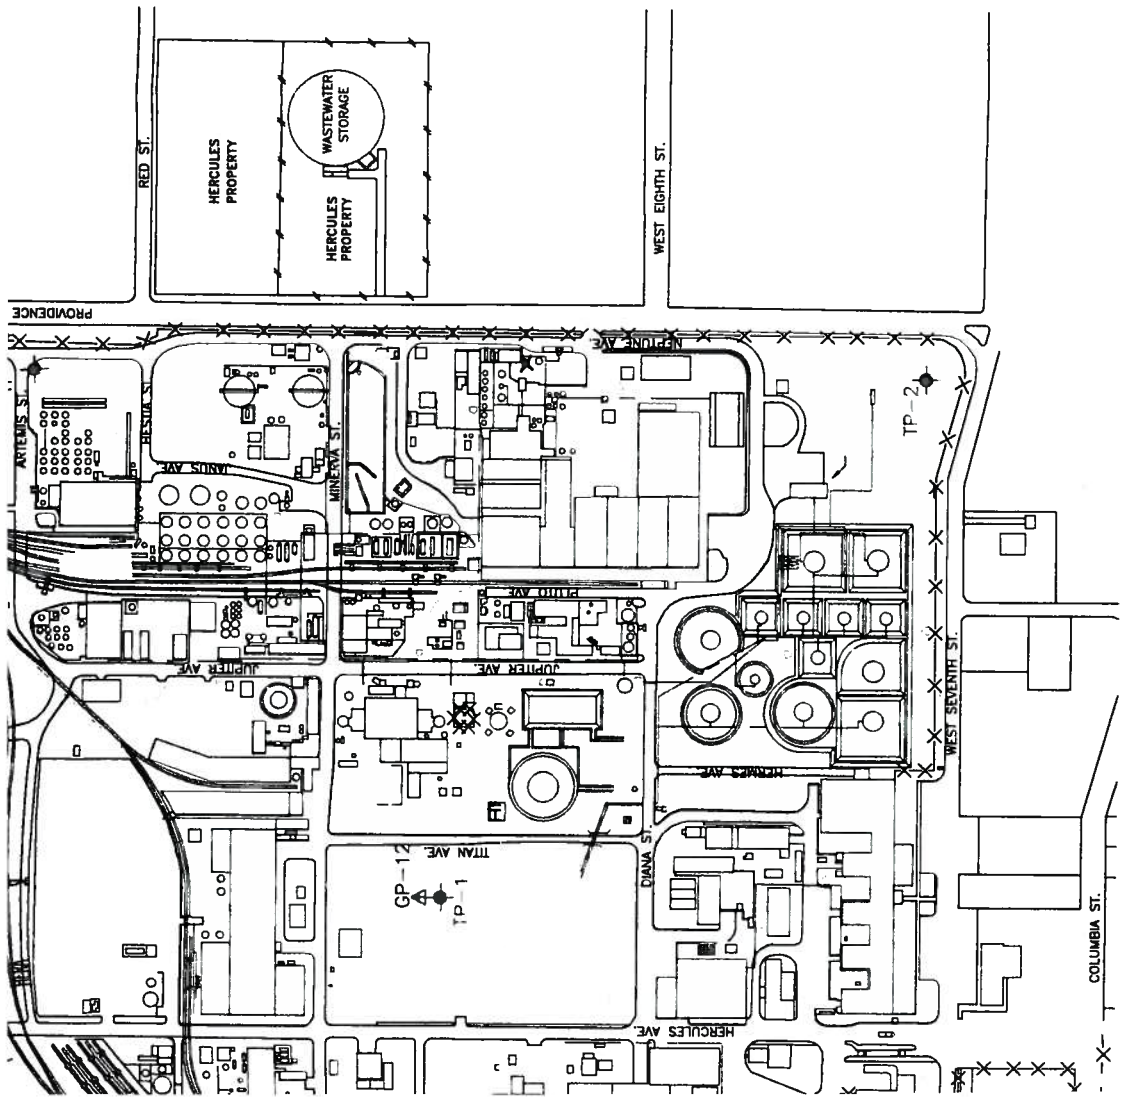 RED ST.
HERCULES
PROPERTY
WASTEWATER
STORAGE
HERCULES
PROPERTY
WEST EIGHTH ST.
PROVIDENCE
NEPTUNE AVE.
ARTEMIS ST.
HESTIA ST.
JANUS AVE
MINERVA ST.
TP-2
PLUTO AVE.
JUPITER AVE
JUPITER AVE.
WEST SEVENTH ST.
HERMES AVE.
TITAN AVE.
DIANA ST.
GP-12
TP-1
COLUMBIA ST.
HERCULES AVE.